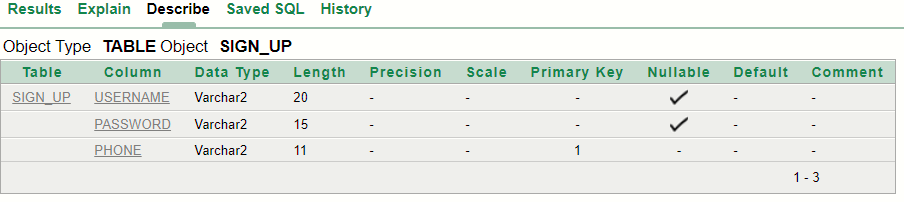 Results Explain Describe Saved SQL History
Object Type TABLE Object SIGN_UP
Table Column Data Type Length Precision Scale Primary Key Nullable Default Comment
SIGN_UP USERNAME Varchar2 20 - - - - -
PASSWORD Varchar2 15 - - - - -
PHONE Varchar2 11 - - 1 - - -
1 - 3